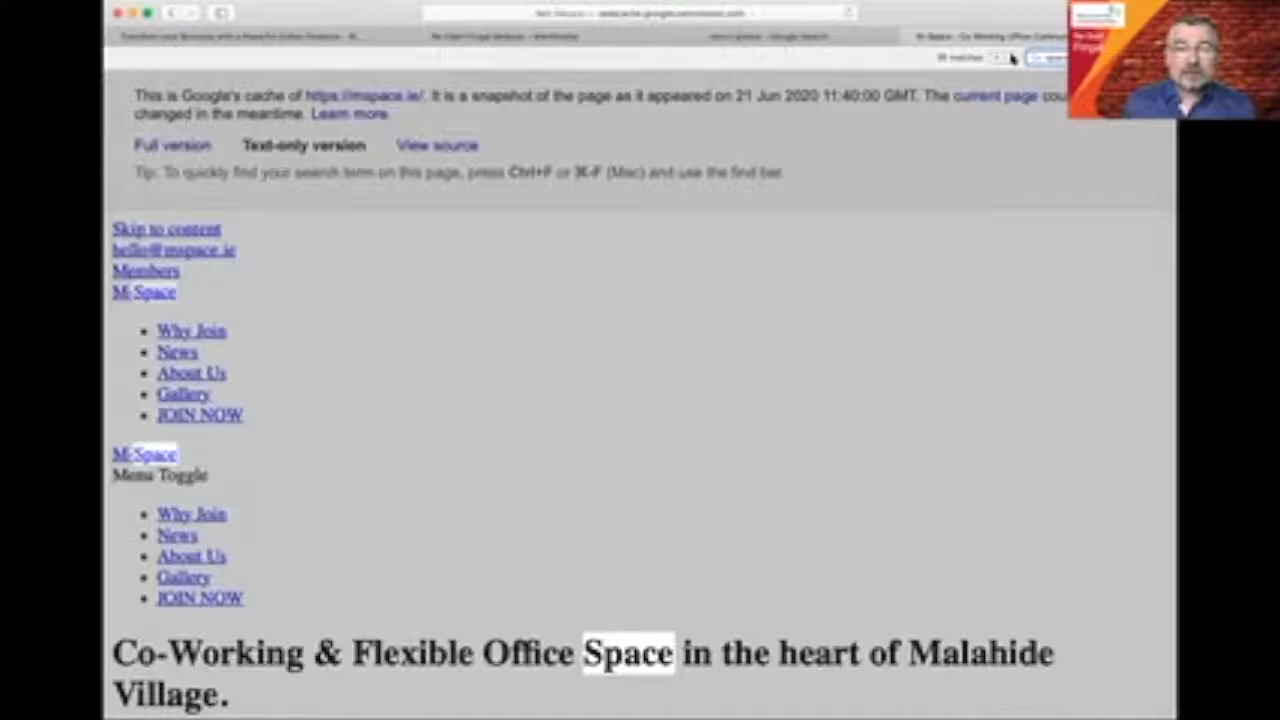 This is Google's cache of https://mspace.ie/. It is a snapshot of the page as it appeared on 21 Jun 2020 11:40:00 GMT. The current page
changed in the meantime. Learn more.
Full version Text-only version View source
Tip: To quickly find your search term on this page, press Ctrl+F or ⌘-F (Mac) and use the find bar.
Skip to content
hello@mspace.ie
Members
M-Space
Why Join
News
About Us
Gallery
JOIN NOW
M-Space
Menu Toggle
Why Join
News
About Us
Gallery
JOIN NOW
Co-Working & Flexible Office Space in the heart of Malahide
Village.